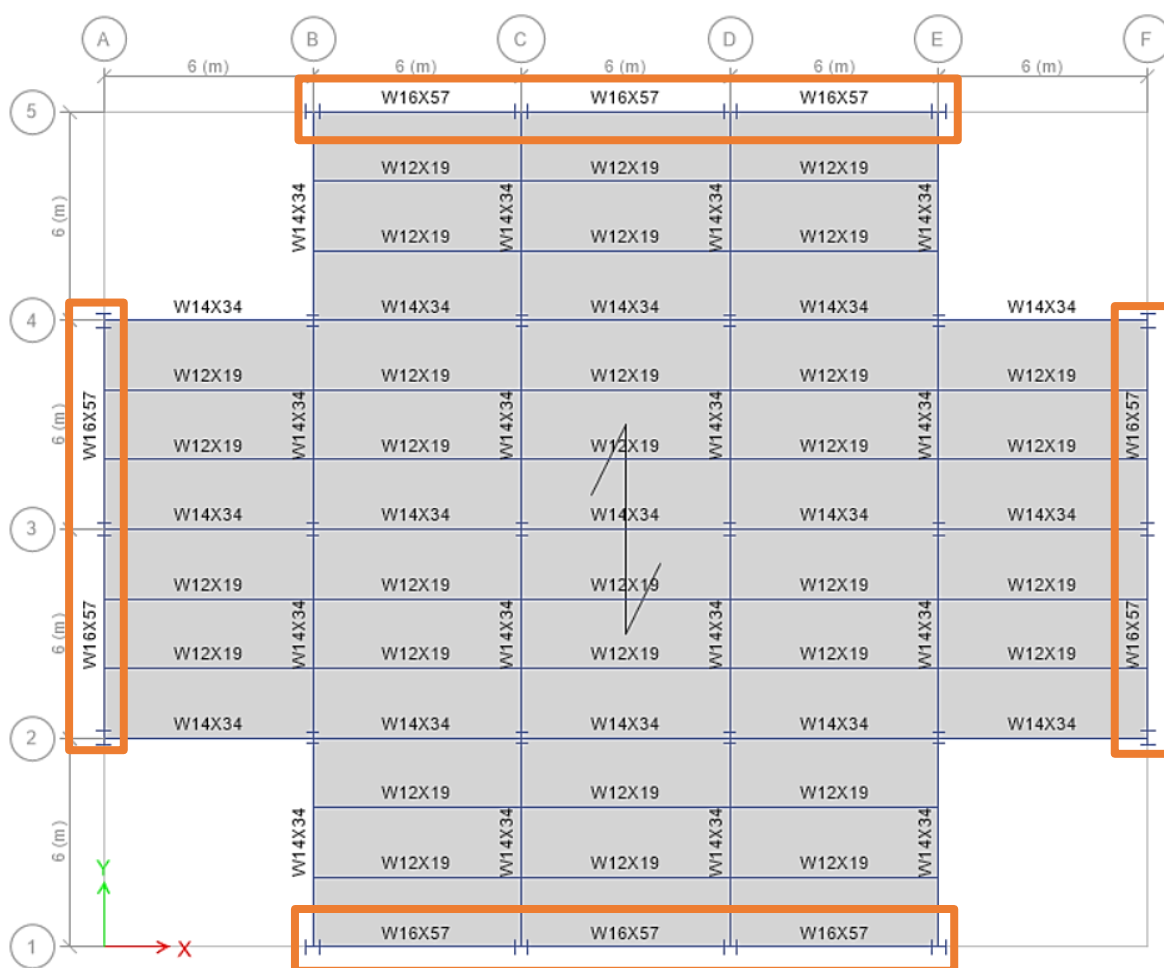 A B C D E F
6 (m) 6 (m) 6 (m) 6 (m) 6 (m)
W16X57 W16X57 W16X57
5
W12X19 W12X19 W12X19
W14X34 W14X34 W14X34 W14X34
6 (m)
W12X19 W12X19 W12X19
W14X34 W14X34 W14X34 W14X34 W14X34
4
W12X19 W12X19 W12X19 W12X19 W12X19
6 (m) W16X57 W14X34 W14X34 W14X34 W14X34 W16X57
W12X19 W12X19 W12X19 W12X19 W12X19
W14X34 W14X34 W14X34 W14X34 W14X34
3
W12X19 W12X19 W12X19 W12X19 W12X19
6 (m) W16X57 W14X34 W14X34 W14X34 W14X34 W16X57
W12X19 W12X19 W12X19 W12X19 W12X19
W14X34 W14X34 W14X34 W14X34 W14X34
2
W12X19 W12X19 W12X19
6 (m) W14X34 W14X34 W14X34 W14X34
W12X19 W12X19 W12X19
Y
W16X57 W16X57 W16X57
1 X